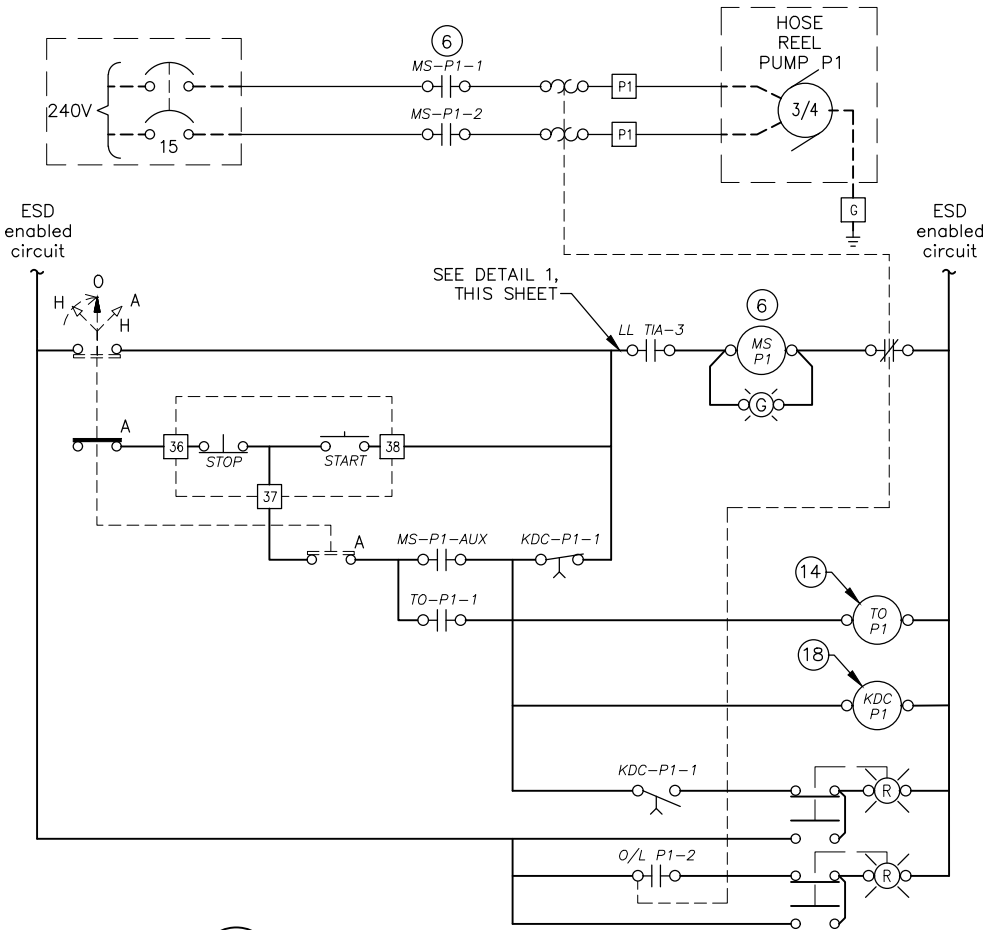 HOSE
REEL
PUMP P1
6
MS-P1-1
240V
P1
3/4
MS-P1-2
15
P1
G
ESD
enabled
circuit
ESD
enabled
circuit
SEE DETAIL 1,
THIS SHEET
O
H
A
H
6
LL TIA-3
MS
P1
G
A
36
STOP
START
38
37
A
MS-P1-AUX
KDC-P1-1
TO-P1-1
14
TO
P1
18
KDC
P1
KDC-P1-1
R
O/L P1-2
R